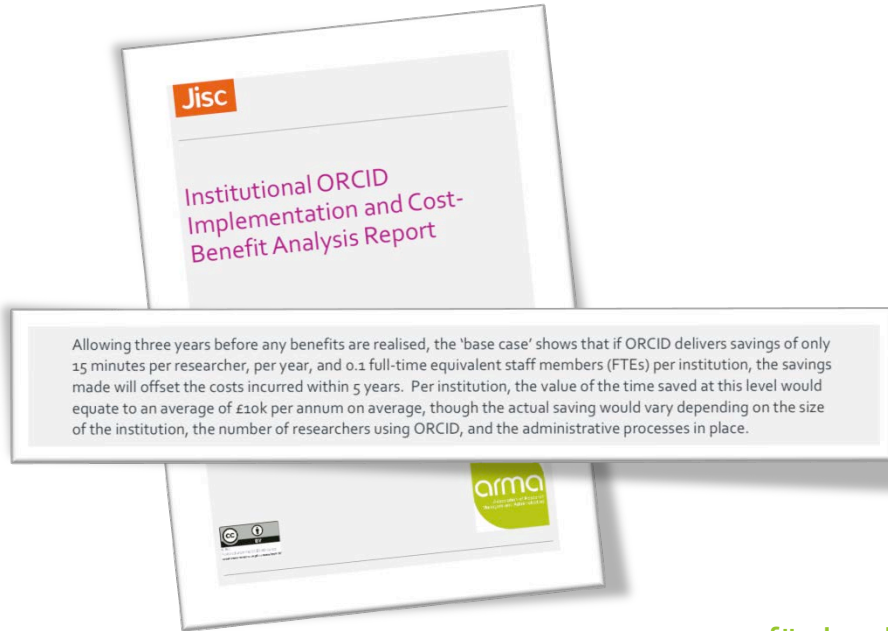 Jisc
Institutional ORCID
Implementation and Cost-
Benefit Analysis Report
Allowing three years before any benefits are realised, the ‘base case’ shows that if ORCID delivers savings of only
15 minutes per researcher, per year, and 0.1 full-time equivalent staff members (FTEs) per institution, the savings
made will offset the costs incurred within 5 years. Per institution, the value of the time saved at this level would
equate to an average of £10k per annum on average, though the actual saving would vary depending on the size
of the institution, the number of researchers using ORCID, and the administrative processes in place.
arma
cc
BY